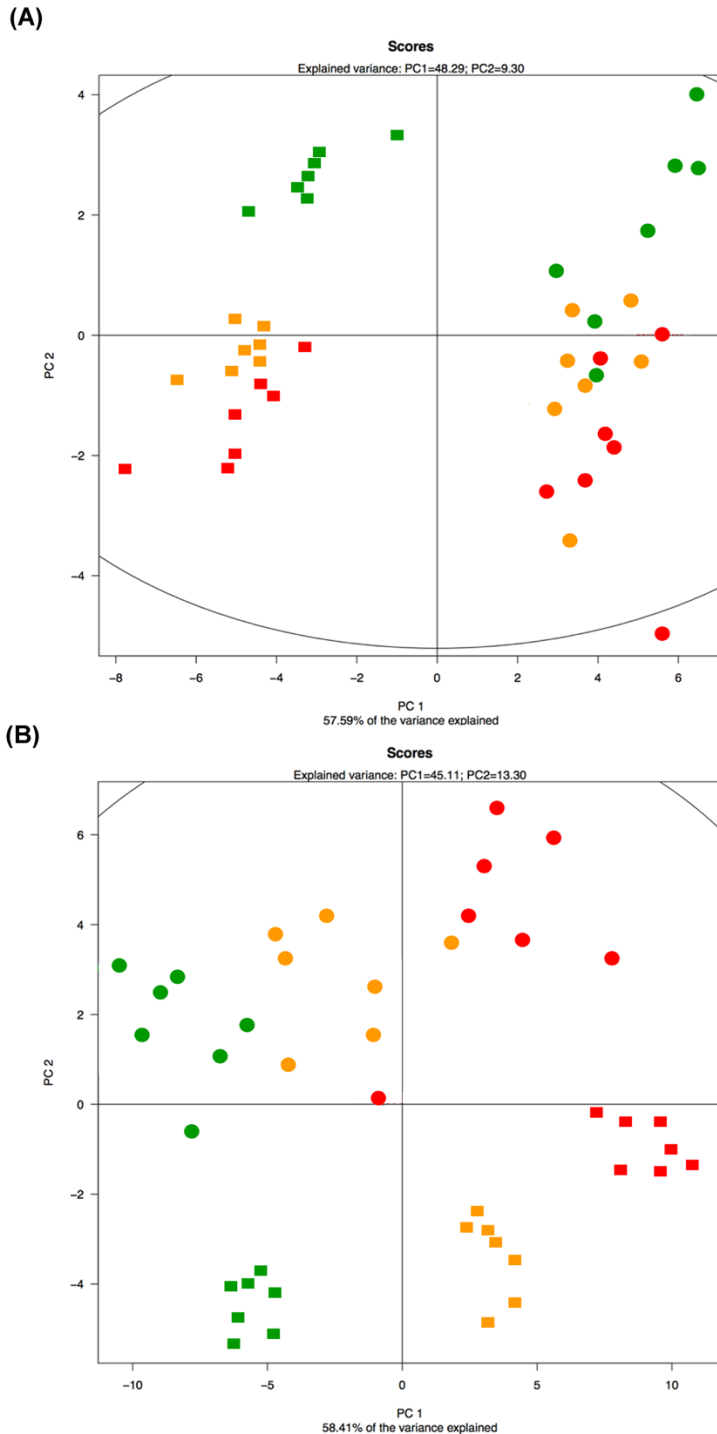 (A)
Scores
Explained variance: PC1=48.29; PC2=9.30
4
2
0
-2
-4
PC 2
-8 -6 -4 -2 0 2 4 6
PC 1
57.59% of the variance explained
(B)
Scores
Explained variance: PC1=45.11; PC2=13.30
6
4
2
0
-2
-4
PC 2
-10 -5 0 5 10
PC 1
58.41% of the variance explained